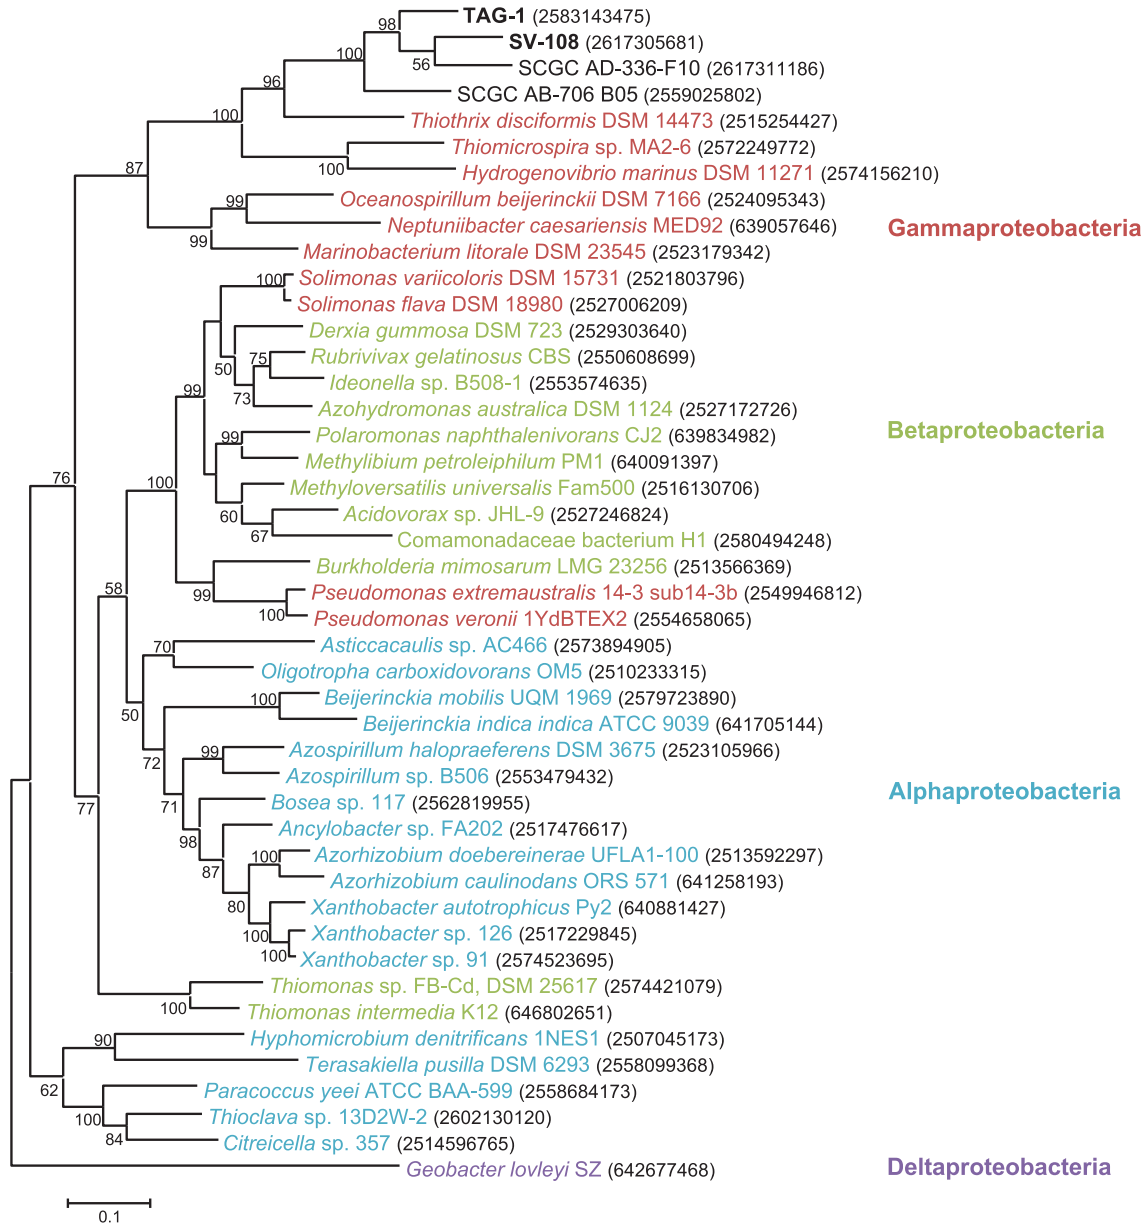 TAG-1 (2583143475)
98
SV-108 (2617305681)
56
SCGC AD-336-F10 (2617311186)
100
SCGC AB-706 B05 (2559025802)
96
Thiothrix disciformis DSM 14473 (2515254427)
100
Thiomicrospira sp. MA2-6 (2572249772)
100
Hydrogenovibrio marinus DSM 11271 (2574156210)
87
Oceanospirillum beijerinckii DSM 7166 (2524095343)
99
Neptuniibacter caesariensis MED92 (639057646)
Gammaproteobacteria
99
Marinobacterium litorale DSM 23545 (2523179342)
Solimonas variicoloris DSM 15731 (2521803796)
100
Solimonas flava DSM 18980 (2527006209)
Derxia gummosa DSM 723 (2529303640)
Rubrivivax gelatinosus CBS (2550608699)
75
50
Ideonella sp. B508-1 (2553574635)
99
73
Azohydromonas australica DSM 1124 (2527172726)
Polaromonas naphthalenivorans CJ2 (639834982)
99
Betaproteobacteria
Methylibium petroleiphilum PM1 (640091397)
76
100
Methyloversatilis universalis Fam500 (2516130706)
60
Acidovorax sp. JHL-9 (2527246824)
67
Comamonadaceae bacterium H1 (2580494248)
Burkholderia mimosarum LMG 23256 (2513566369)
58
99
Pseudomonas extremaustralis 14-3 sub14-3b (2549946812)
100
Pseudomonas veronii 1YdBTEX2 (2554658065)
70
Asticcacaulis sp. AC466 (2573894905)
Oligotropha carboxidovorans OM5 (2510233315)
100
Beijerinckia mobilis UQM 1969 (2579723890)
50
Beijerinckia indica indica ATCC 9039 (641705144)
72
99
Azospirillum halopraeferens DSM 3675 (2523105966)
Azospirillum sp. B506 (2553479432)
Alphaproteobacteria
77
71
Bosea sp. 117 (2562819955)
Ancylobacter sp. FA202 (2517476617)
98
100
Azorhizobium doebereinerae UFLA1-100 (2513592297)
87
Azorhizobium caulinodans ORS 571 (641258193)
80
Xanthobacter autotrophicus Py2 (640881427)
100
Xanthobacter sp. 126 (2517229845)
100
Xanthobacter sp. 91 (2574523695)
Thiomonas sp. FB-Cd, DSM 25617 (2574421079)
100
Thiomonas intermedia K12 (646802651)
90
Hyphomicrobium denitrificans 1NES1 (2507045173)
Terasakiella pusilla DSM 6293 (2558099368)
62
Paracoccus yeei ATCC BAA-599 (2558684173)
100
Thioclava sp. 13D2W-2 (2602130120)
84
Citreicella sp. 357 (2514596765)
Geobacter lovleyi SZ (642677468)
Deltaproteobacteria
0.1